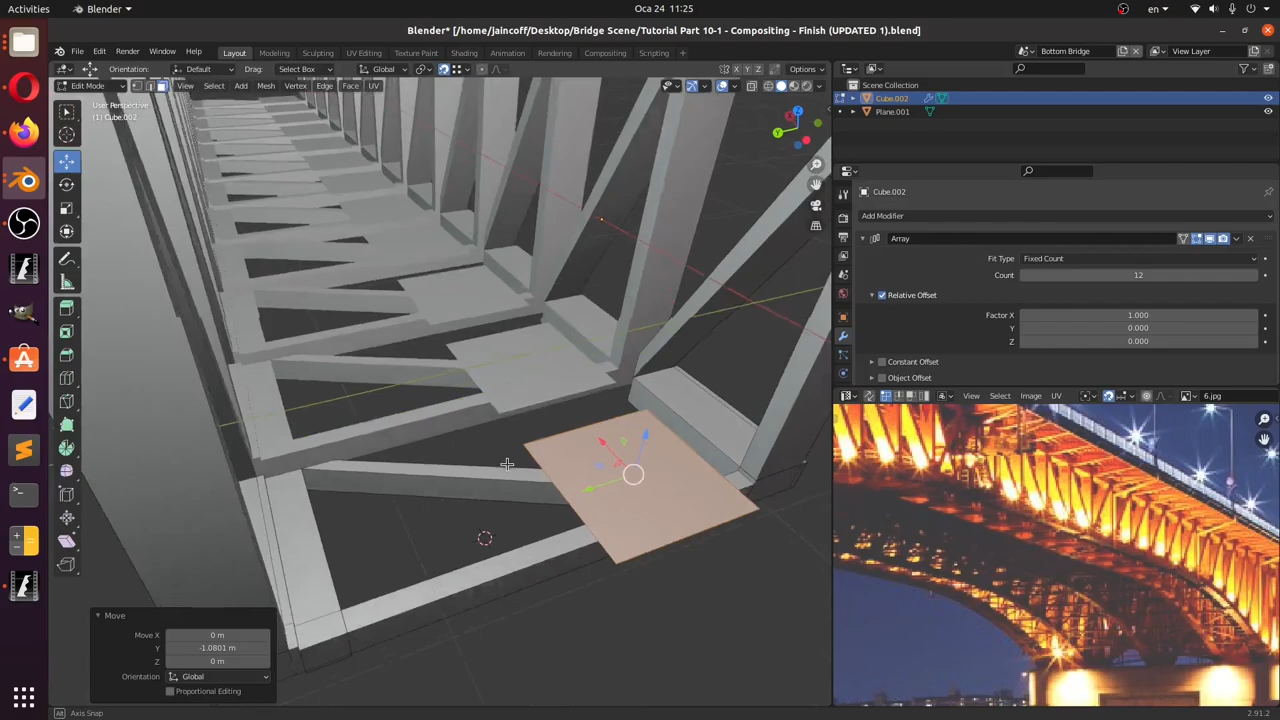 Activities
Blender
Oca 24 11:25
en
Blender* [/home/jaincoff/Desktop/Bridge Scene/Tutorial Part 10-1 - Compositing - Finish (UPDATED 1).blend]
File Edit Render Window Help
Layout Modeling Sculpting UV Editing Texture Paint Shading Animation Rendering Compositing Scripting
Bottom Bridge
View Layer
Orientation: Default Drag: Select Box Global X Y Z Options
Edit Mode View Select Add Mesh Vertex Edge Face UV
User Perspective
(1) Cube.002
Z
Y
Scene Collection
Cube.002
Plane.001
Cube.002
Add Modifier
Array
Fit Type Fixed Count
Count 12
Relative Offset
Factor X 1.000
Y 0.000
Z 0.000
Constant Offset
Object Offset
View Select Image UV 6.jpg
Move
Move X 0 m
Y -1.0801 m
Z 0 m
Orientation Global
Proportional Editing
Alt Axis Snap
2.91.2